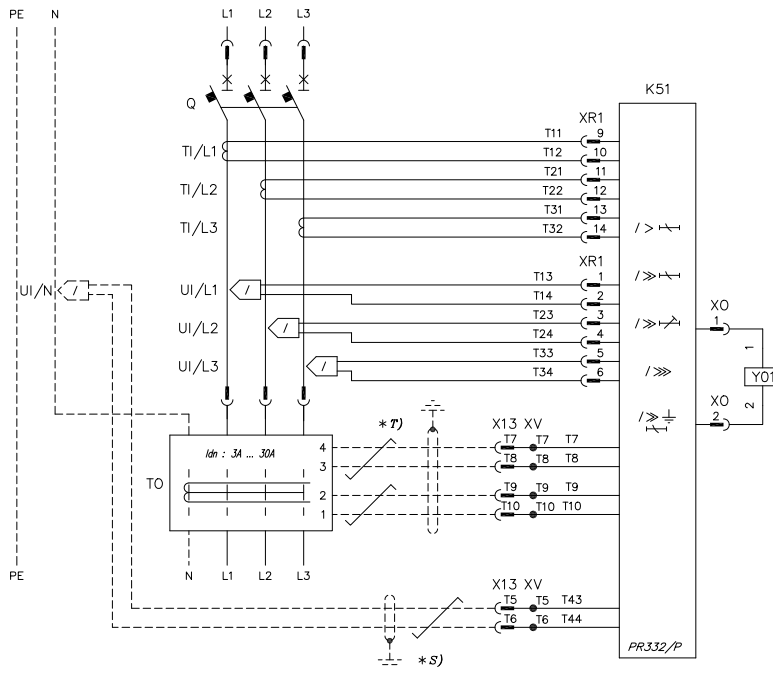 PE N L1 L2 L3
K51
Q
XR1
T11 9
TI/L1 T12 10
T21 11
TI/L2 T22 12
T31 13
TI/L3 T32 14
/ >
XR1
/ >>
UI/N / UI/L1 / T13 1
T14 2
XO
UI/L2 / T23 3 / >> 1
T24 4
1
UI/L3 / T33 5
T34 6 / >>> Y01
2
XO
/ >> 2
* T) X13 XV
Idn : 3A ... 30A 4 T7 T7 T7
3 T8 T8 T8
TO
2 T9 T9 T9
1 T10 T10 T10
PE N L1 L2 L3
X13 XV
T5 T5 T43
T6 T6 T44
PR332/P
* S)